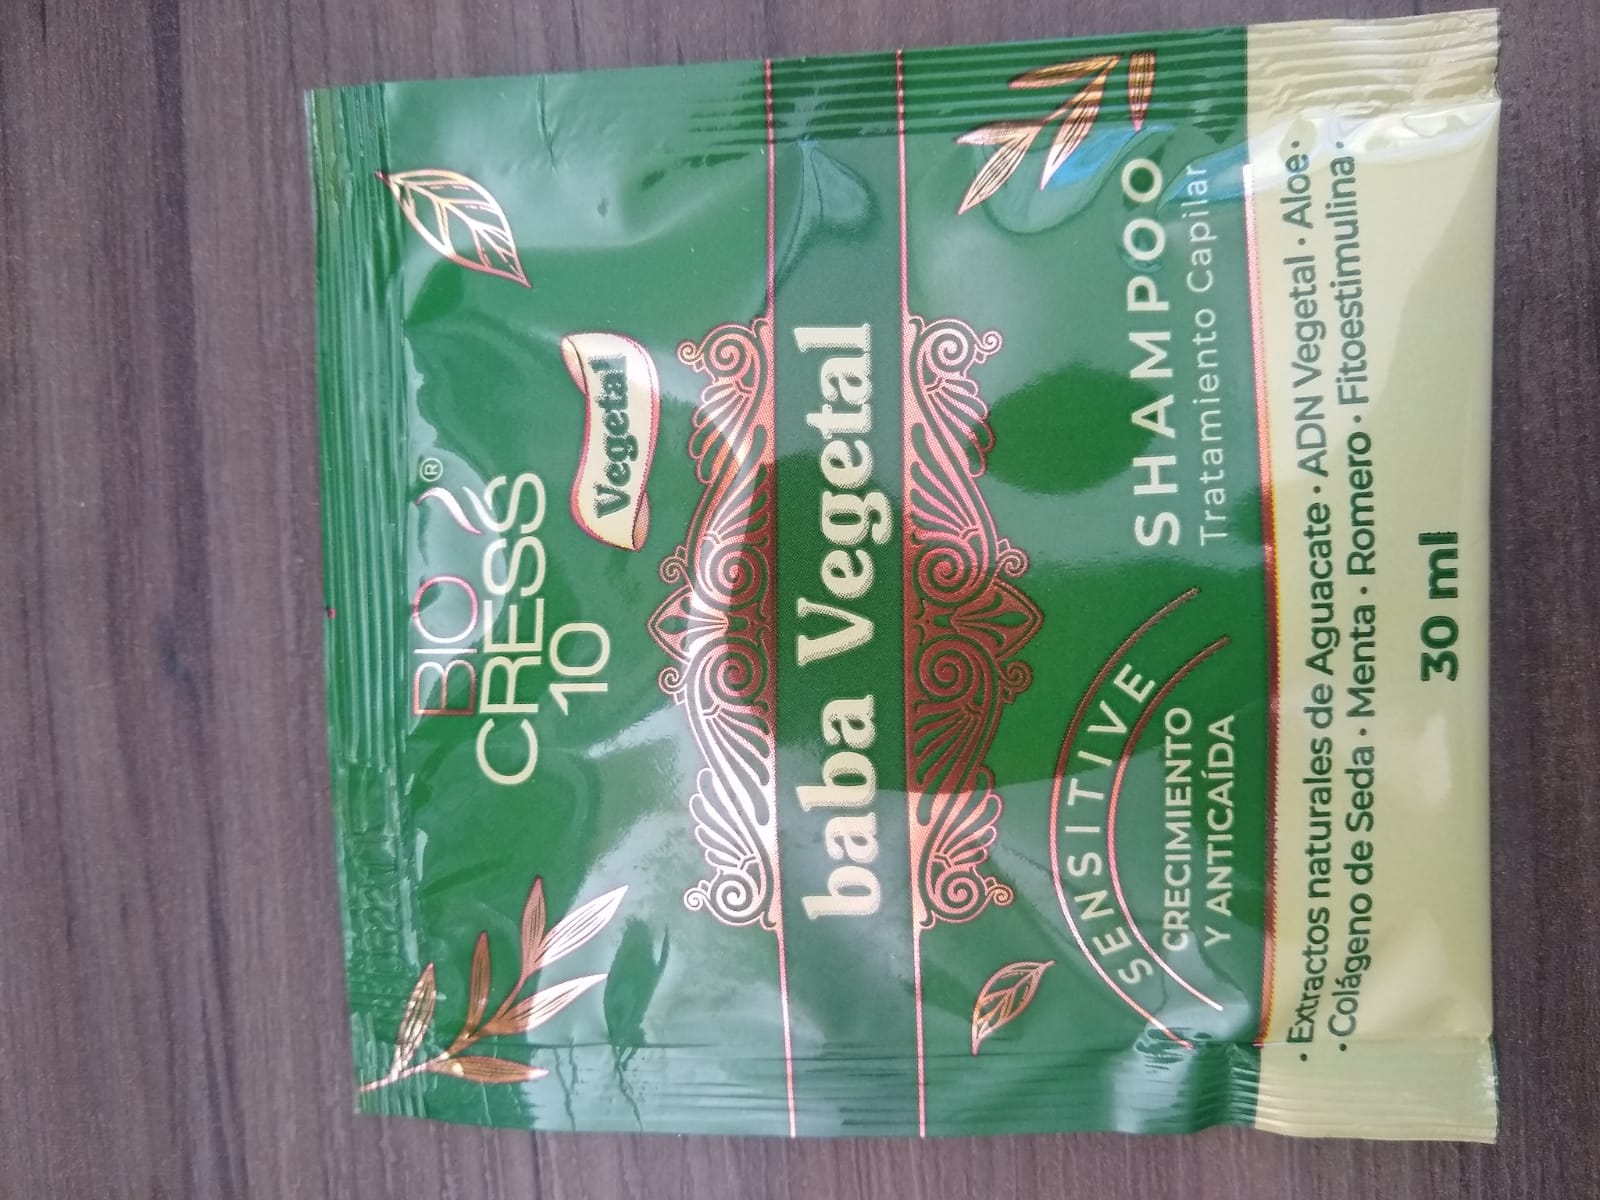 BIO®
CRESS
10
Vegetal
baba Vegetal
SENSITIVE
CRECIMIENTO
Y ANTICAÍDA
SHAMPOO
Tratamiento Capilar
• Extractos naturales de Aguacate • ADN Vegetal • Aloe •
• Colágeno de Seda • Menta • Romero • Fitoestimulina •
30 ml